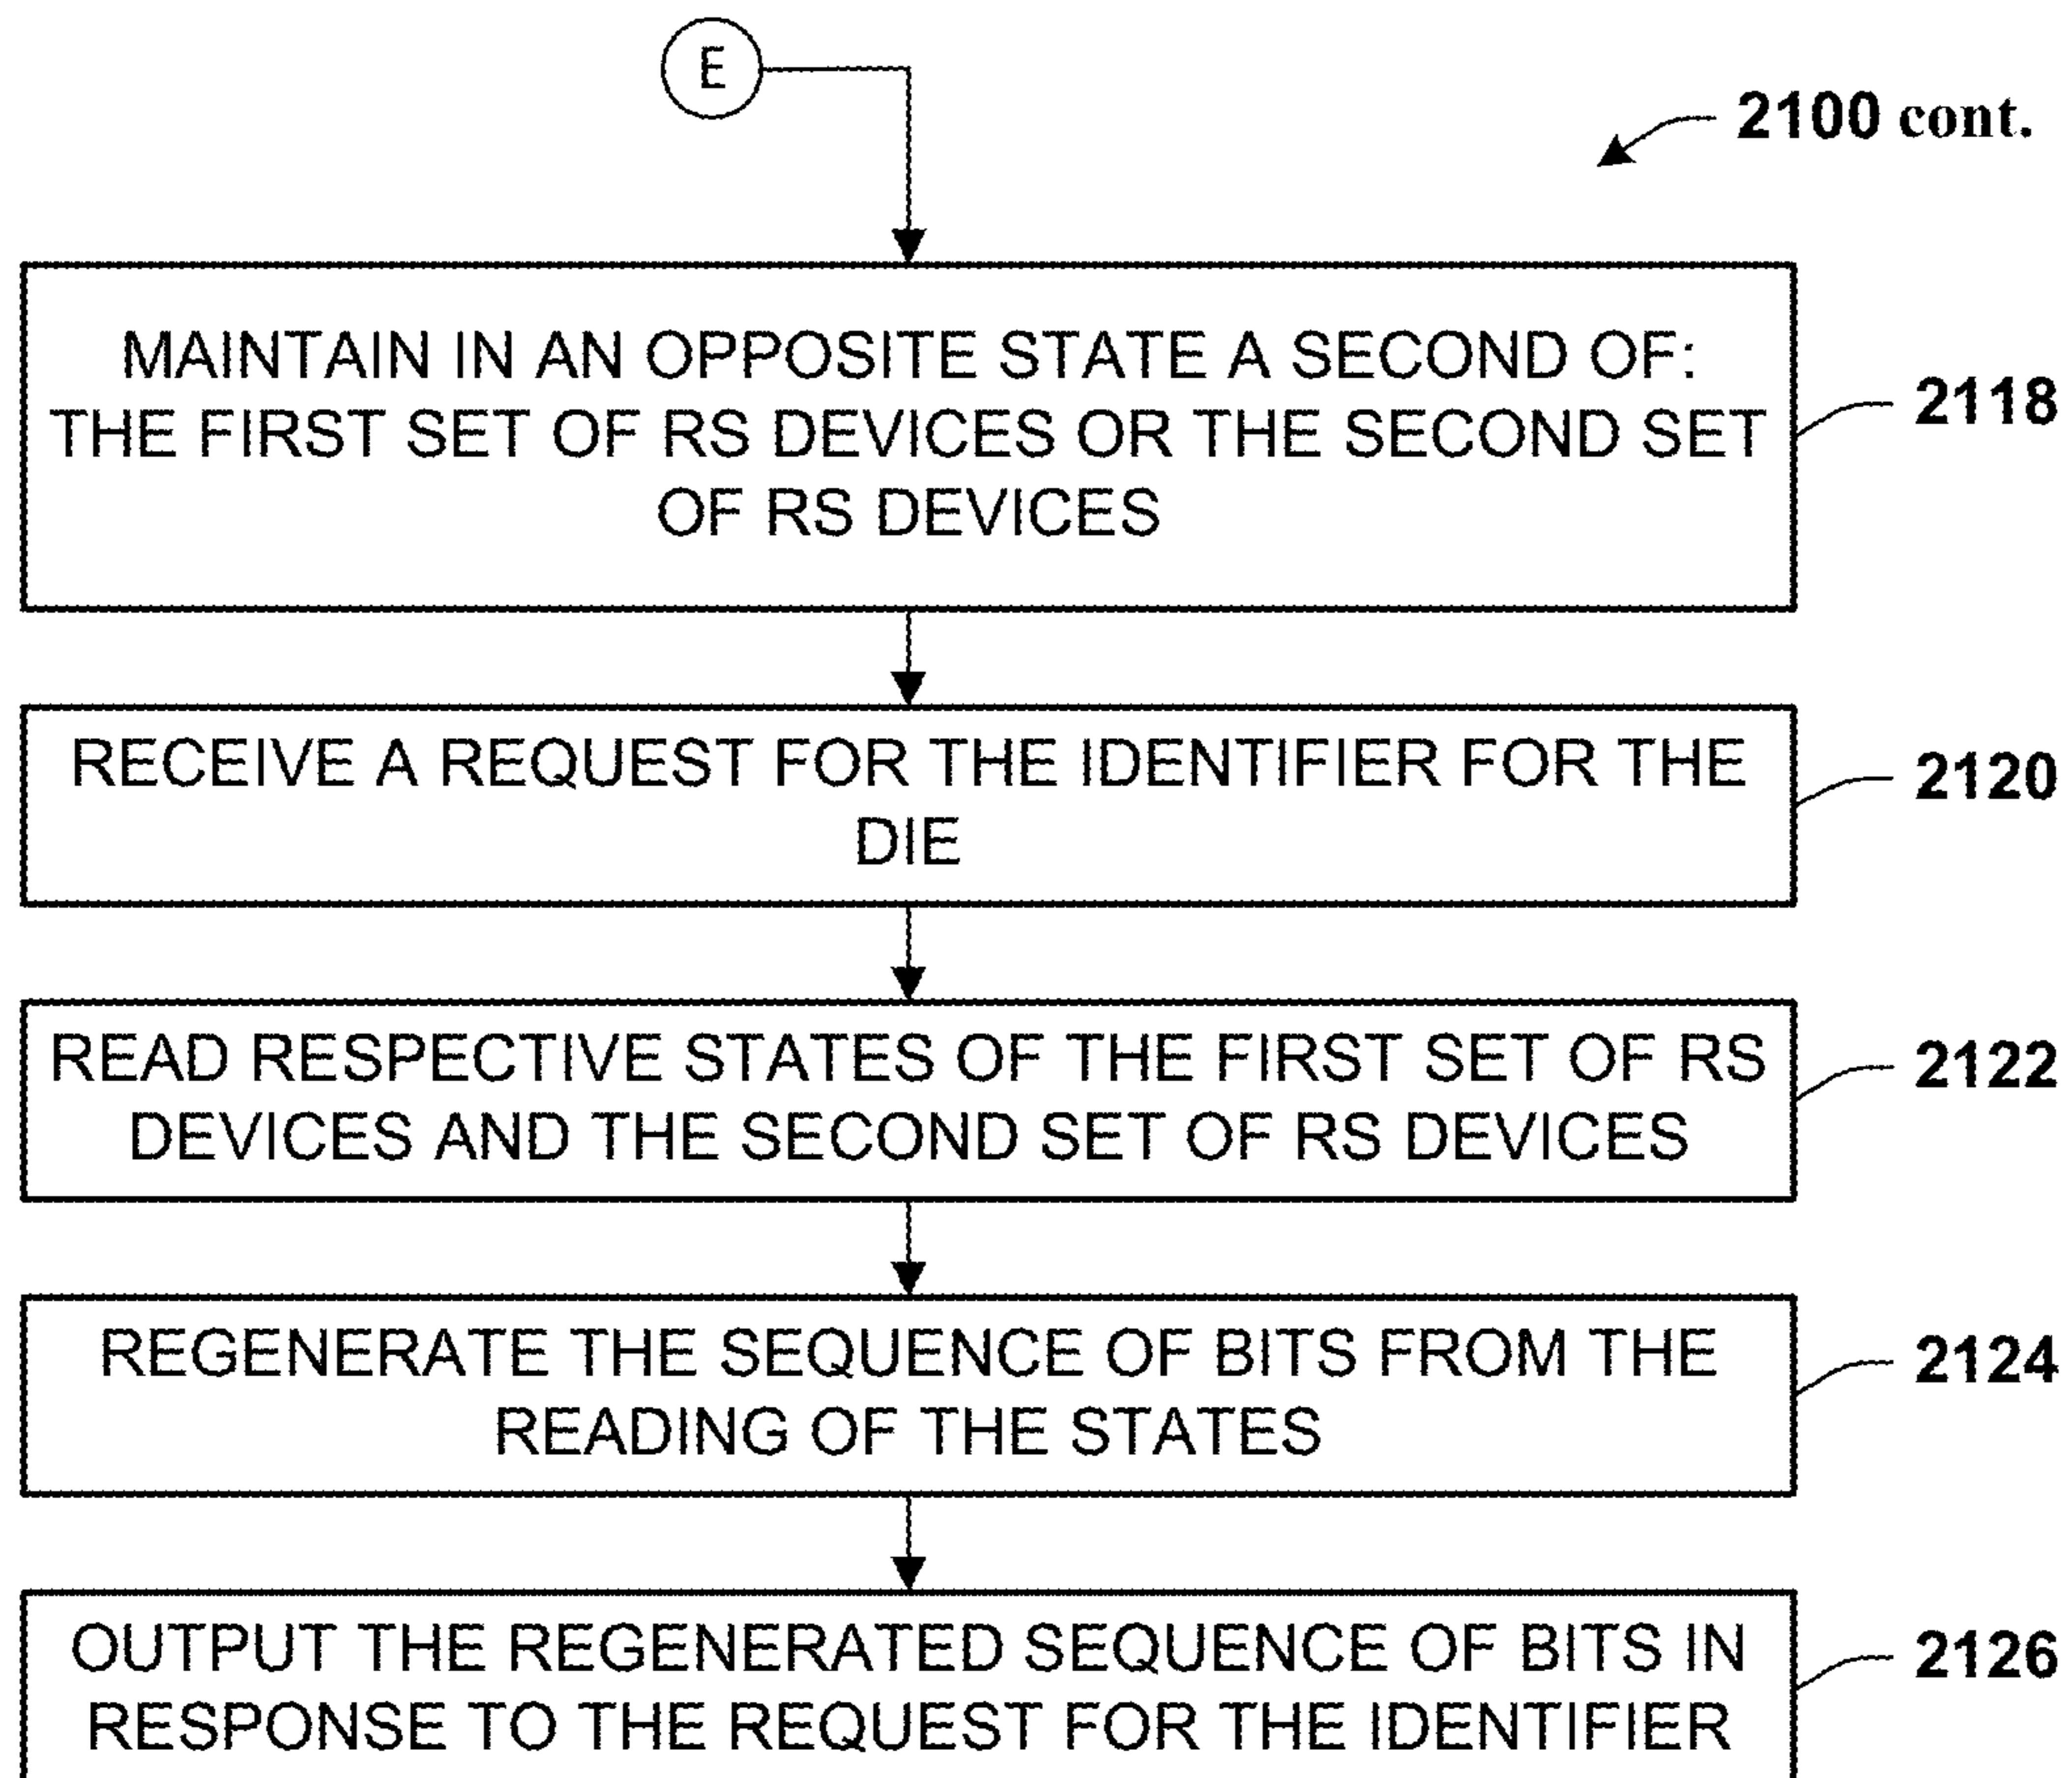 E
2100 cont.
MAINTAIN IN AN OPPOSITE STATE A SECOND OF:
THE FIRST SET OF RS DEVICES OR THE SECOND SET
OF RS DEVICES
2118
RECEIVE A REQUEST FOR THE IDENTIFIER FOR THE
DIE
2120
READ RESPECTIVE STATES OF THE FIRST SET OF RS
DEVICES AND THE SECOND SET OF RS DEVICES
2122
REGENERATE THE SEQUENCE OF BITS FROM THE
READING OF THE STATES
2124
OUTPUT THE REGENERATED SEQUENCE OF BITS IN
RESPONSE TO THE REQUEST FOR THE IDENTIFIER
2126